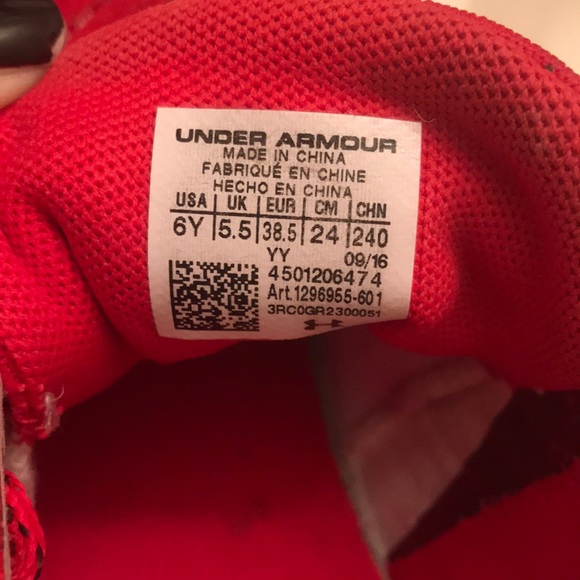 UNDER ARMOUR
MADE IN CHINA
FABRIQUÉ EN CHINE
HECHO EN CHINA
USA UK EUR CM CHN
6Y 5.5 38.5 24 240
YY 09/16
4501206474
Art.1296955-601
3RC0GR2300051